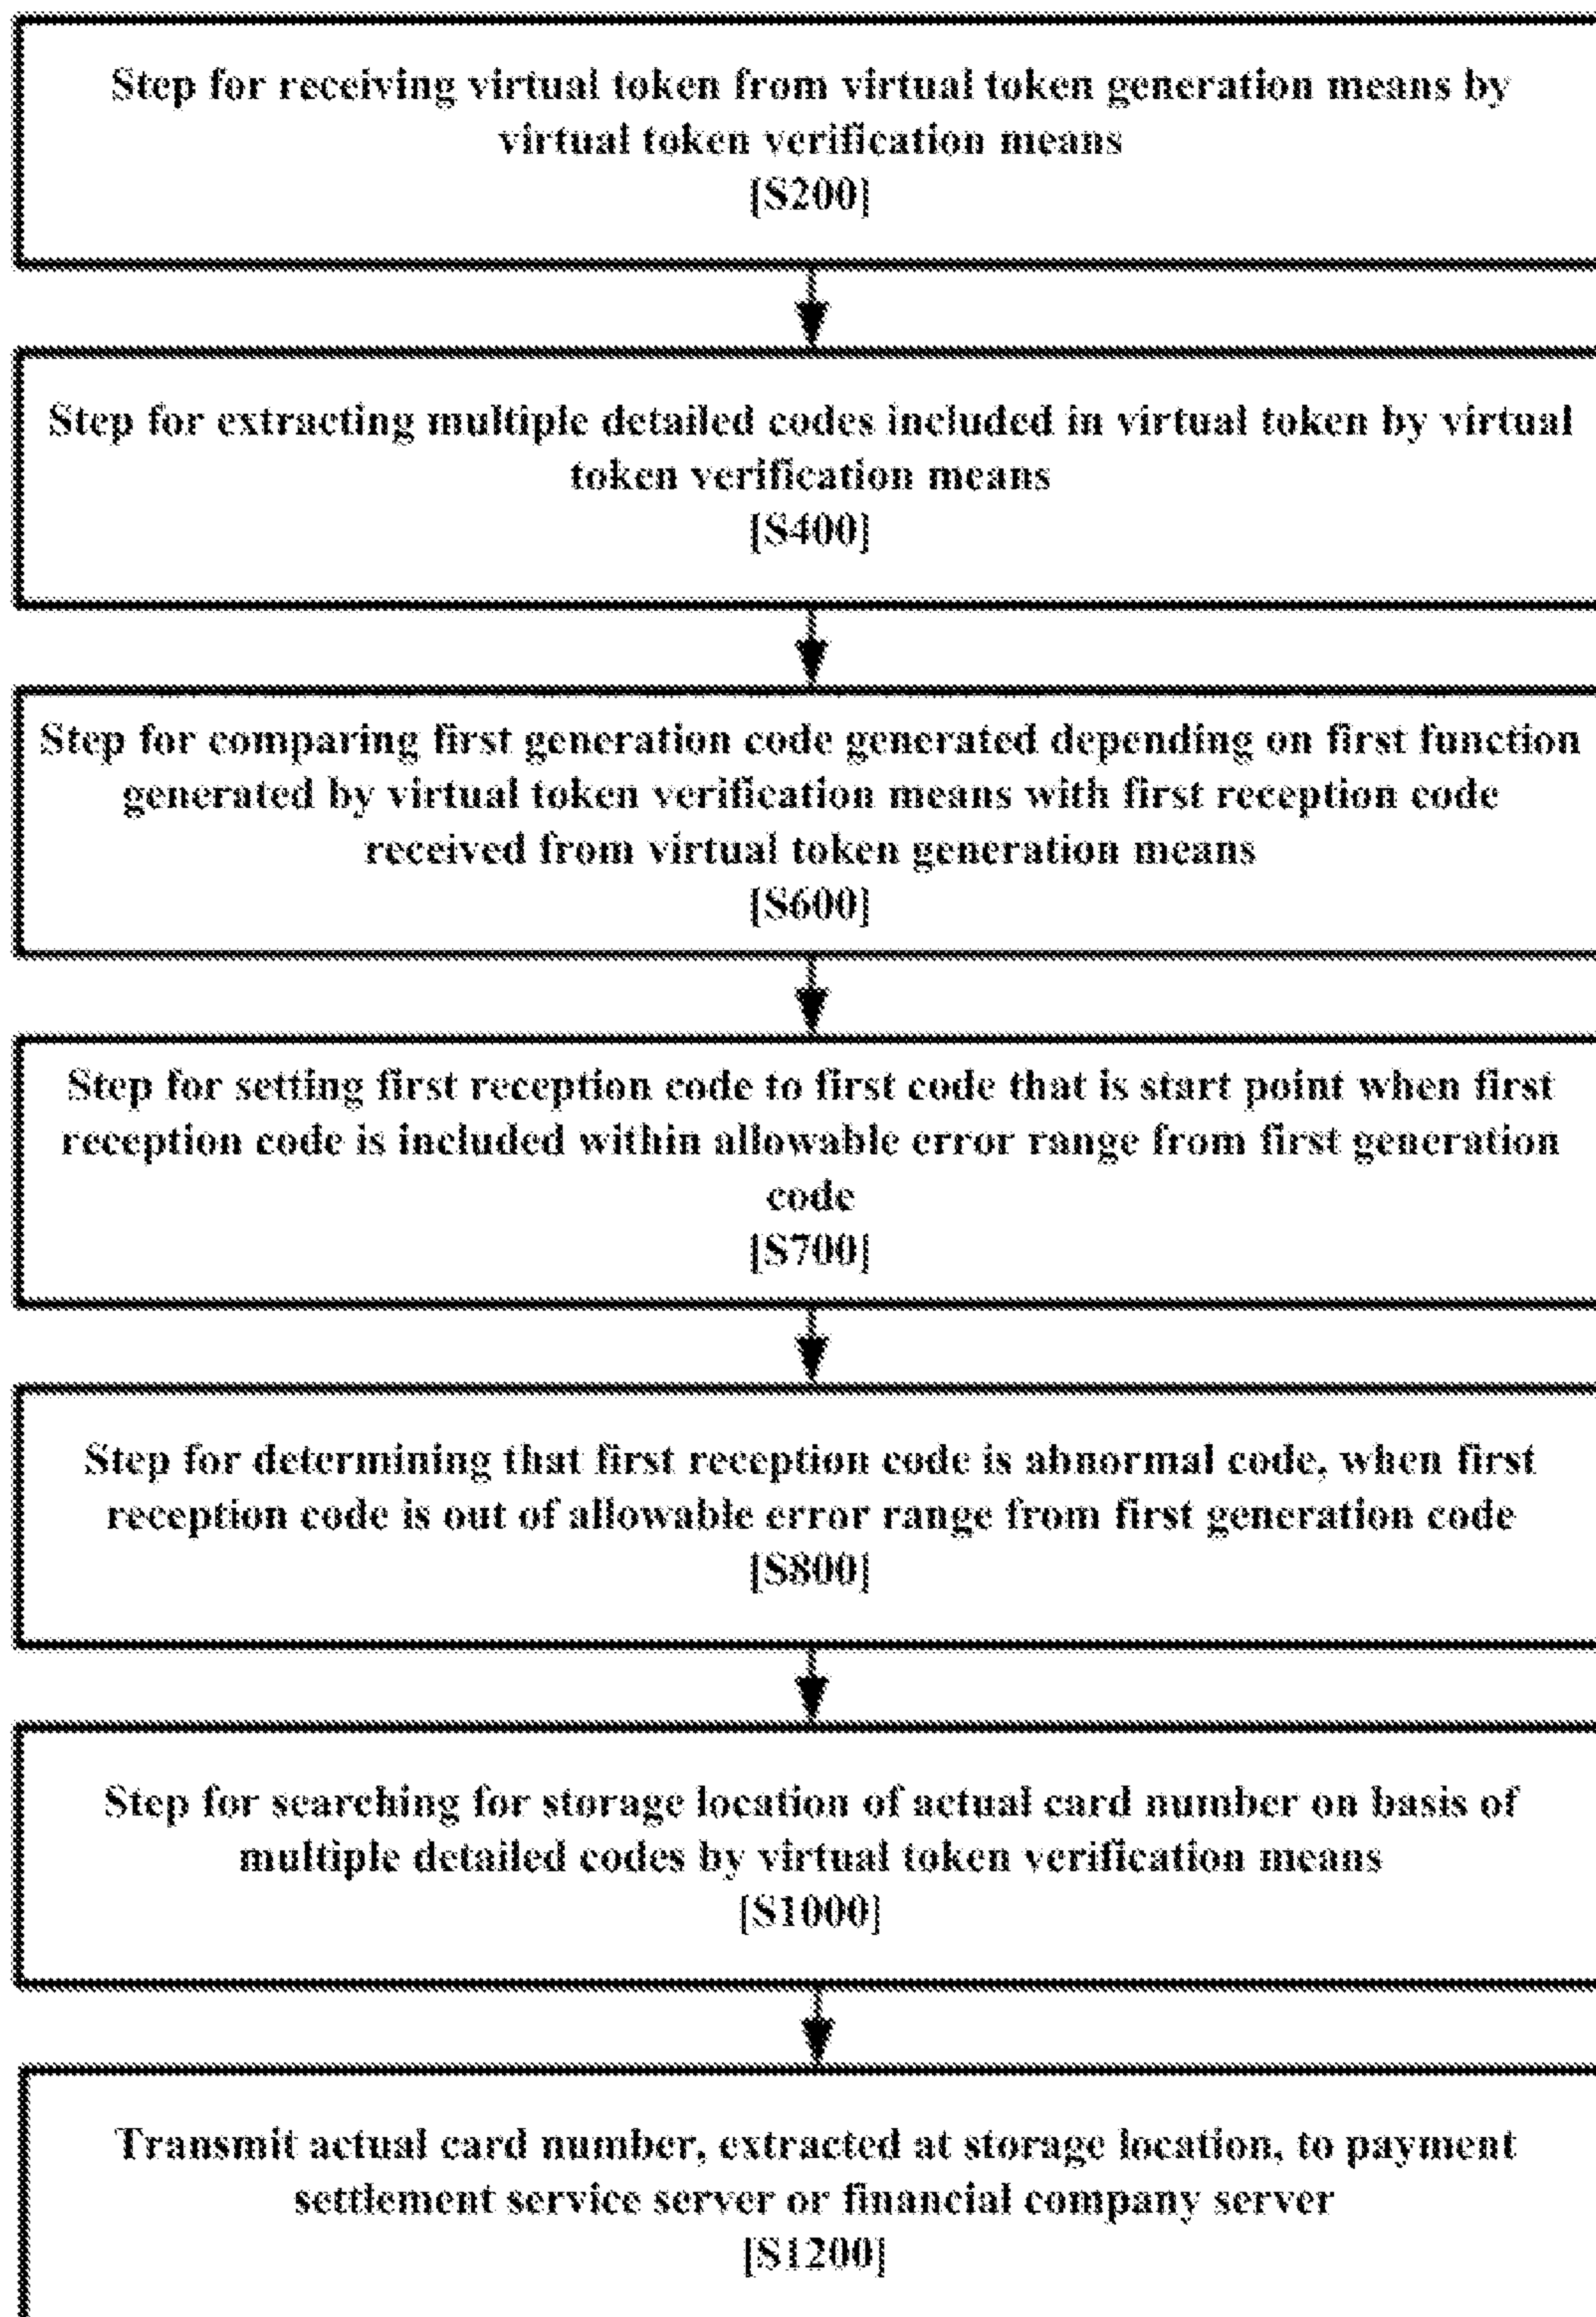 Step for receiving virtual token from virtual token generation means by
virtual token verification means
[S200]
Step for extracting multiple detailed codes included in virtual token by virtual
token verification means
[S400]
Step for comparing first generation code generated depending on first function
generated by virtual token verification means with first reception code
received from virtual token generation means
[S600]
Step for setting first reception code to first code that is start point when first
reception code is included within allowable error range from first generation
code
[S700]
Step for determining that first reception code is abnormal code, when first
reception code is out of allowable error range from first generation code
[S800]
Step for searching for storage location of actual card number on basis of
multiple detailed codes by virtual token verification means
[S1000]
Transmit actual card number, extracted at storage location, to payment
settlement service server or financial company server
[S1200]